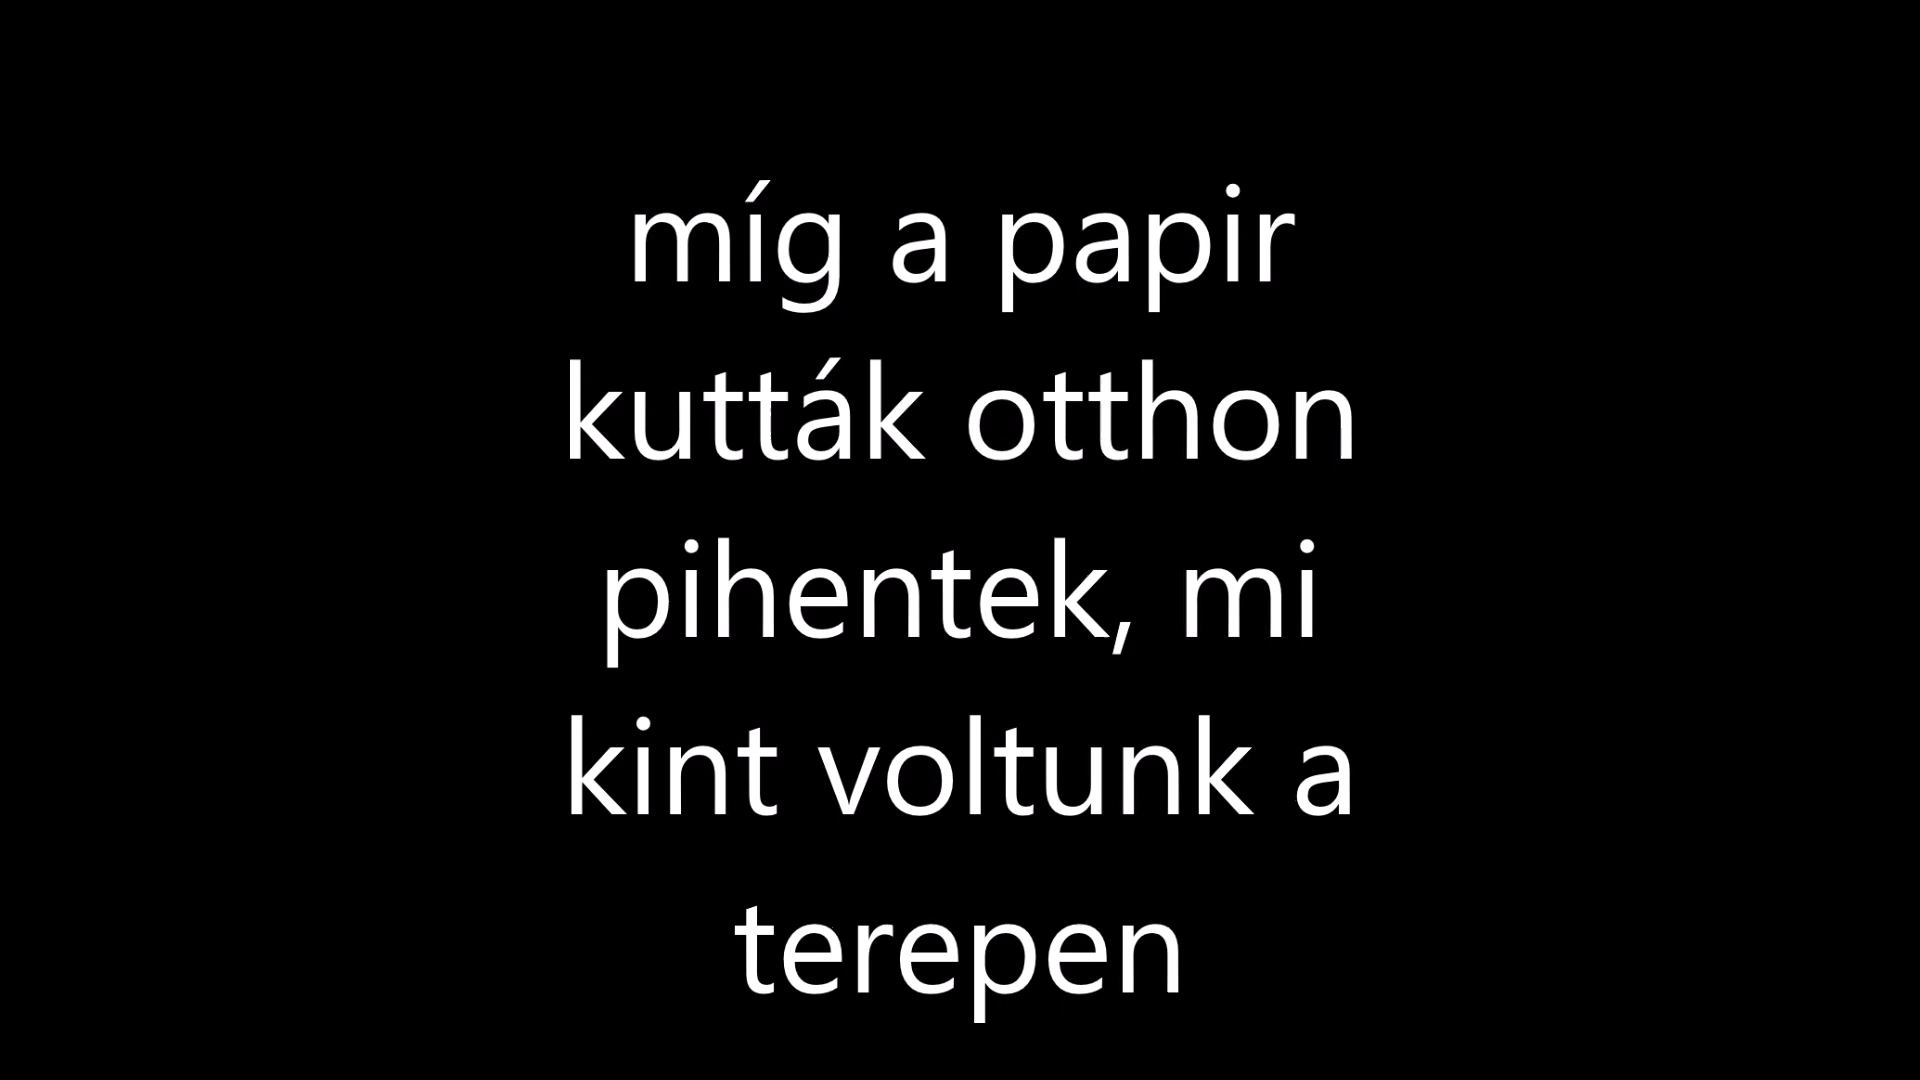 míg a papir
kutták otthon
pihentek, mi
kint voltunk a
terepen